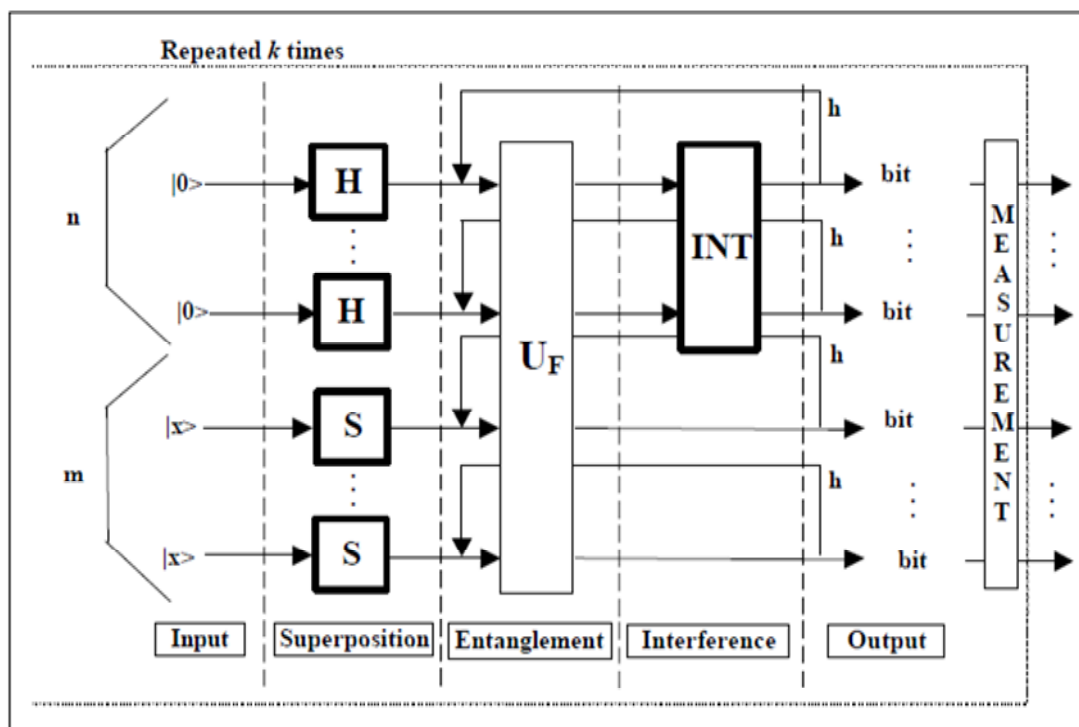 Repeated k times
h
|0> H bit
n h
INT
|0> H bit
U_F
h
|x> S bit
m h
|x> S bit
MEASUREMENT
Input Superposition Entanglement Interference Output